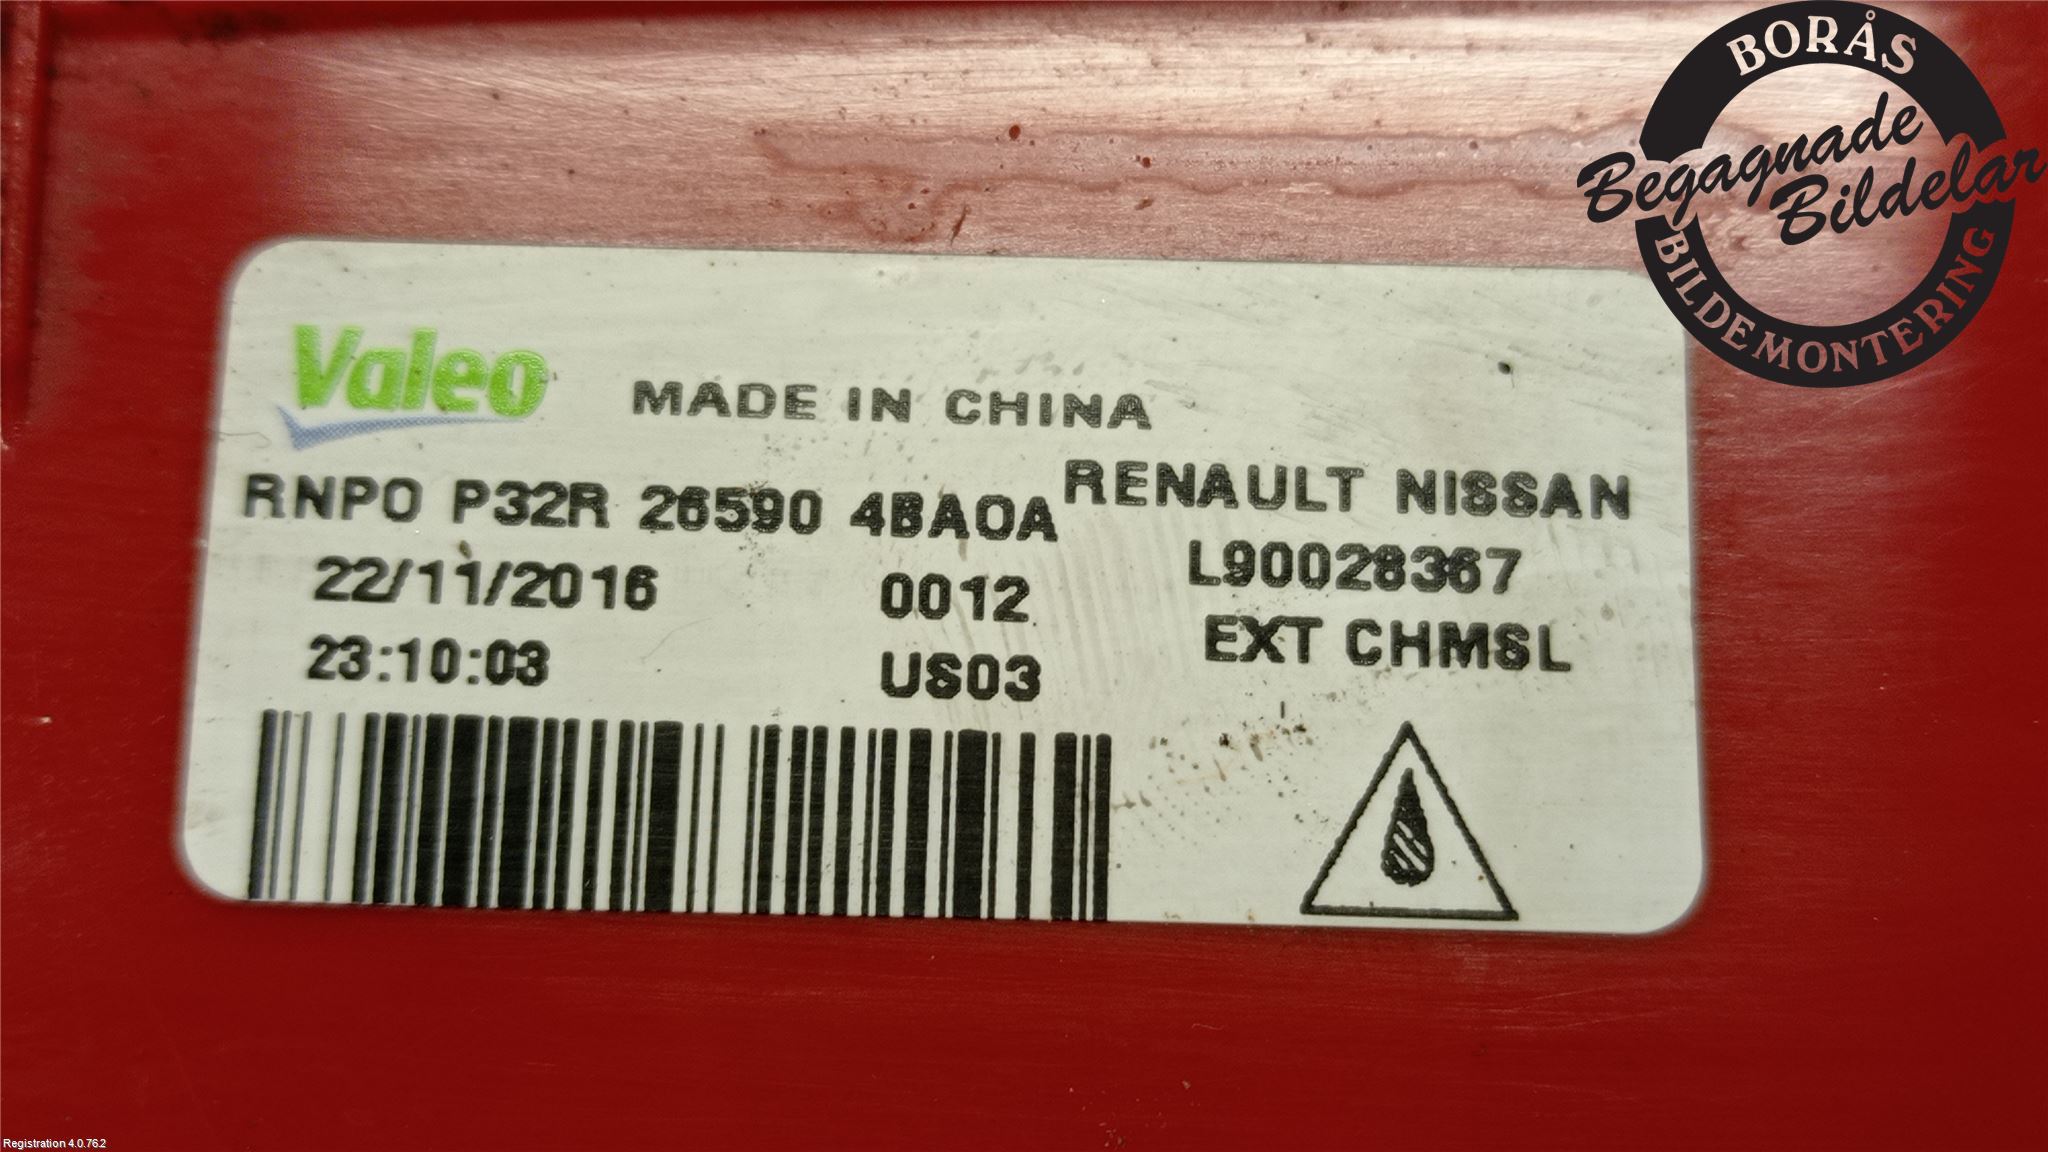 BORÅS
Begagnade
Bildelar
BILDEMONTERING
Valeo
MADE IN CHINA
RNPO P32R 26590 4BA0A
RENAULT NISSAN
22/11/2016
0012
L90028367
23:10:03
US03
EXT CHMSL
Registration 4.0.76.2